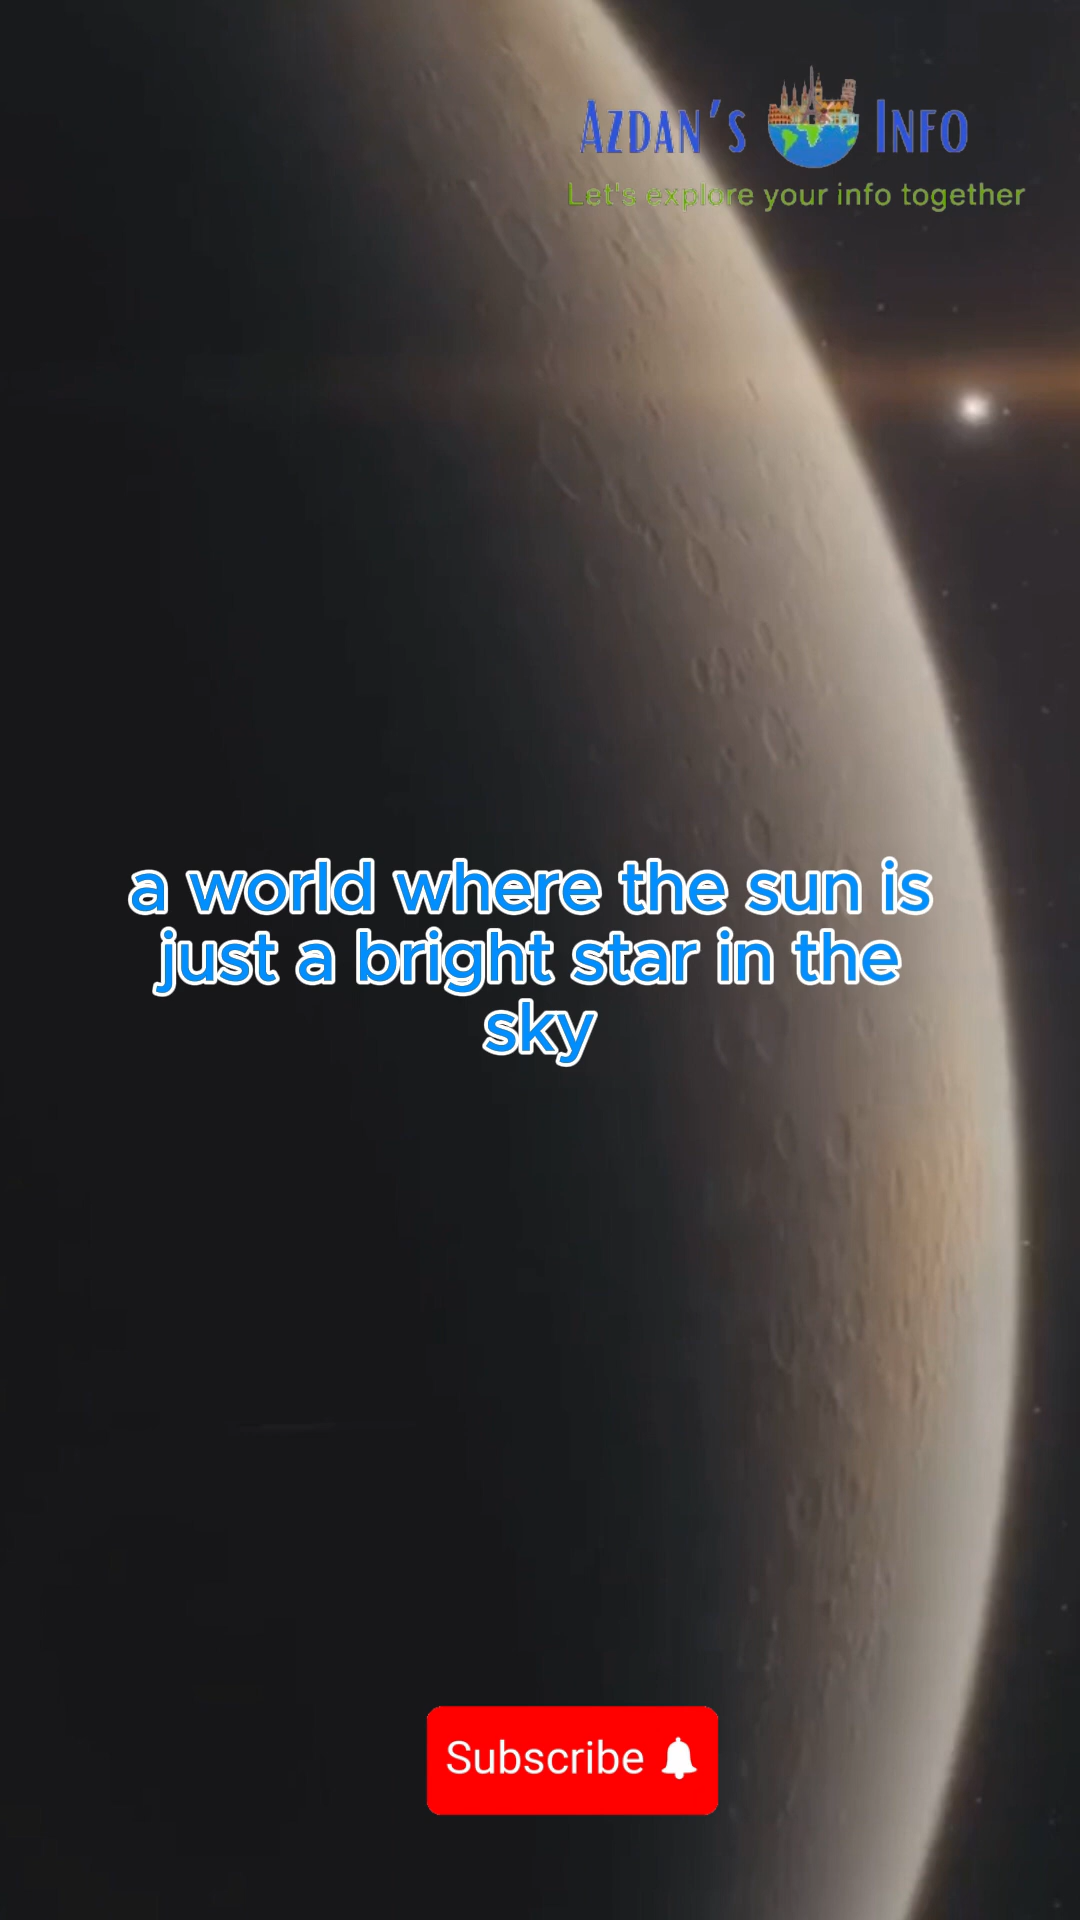 AZDAN'S INFO
Let's explore your info together
a world where the sun is
just a bright star in the
sky
Subscribe